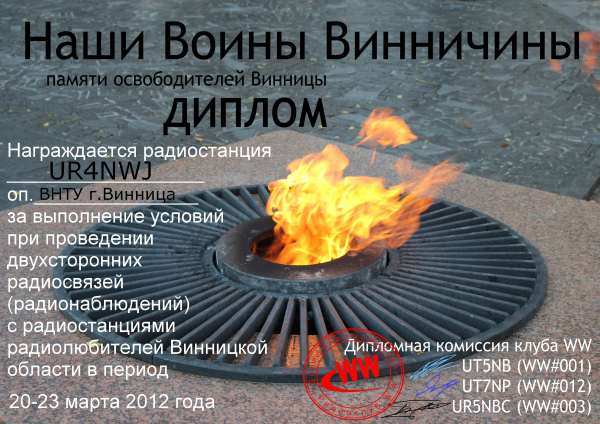 Наши Воины Винничины
памяти освободителей Винницы
ДИПЛОМ
Награждается радиостанция
UR4NWJ
оп. ВНТУ г.Винница
за выполнение условий
при проведении
двухсторонних
радиосвязей
(радионаблюдений)
с радиостанциями
радиолюбителей Винницкой
области в период
20-23 марта 2012 года
Дипломная комиссия клуба WW
UT5NB (WW#001)
UT7NP (WW#012)
UR5NBC (WW#003)
WW